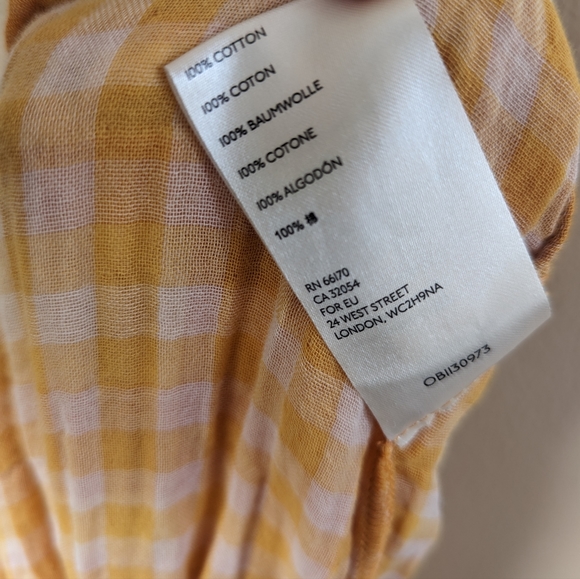 100% COTTON
100% COTON
100% BAUMWOLLE
100% COTONE
100% ALGODÓN
100% 棉
RN 66170
CA 32054
FOR EU
24 WEST STREET
LONDON, WC2H9NA
OB1130973